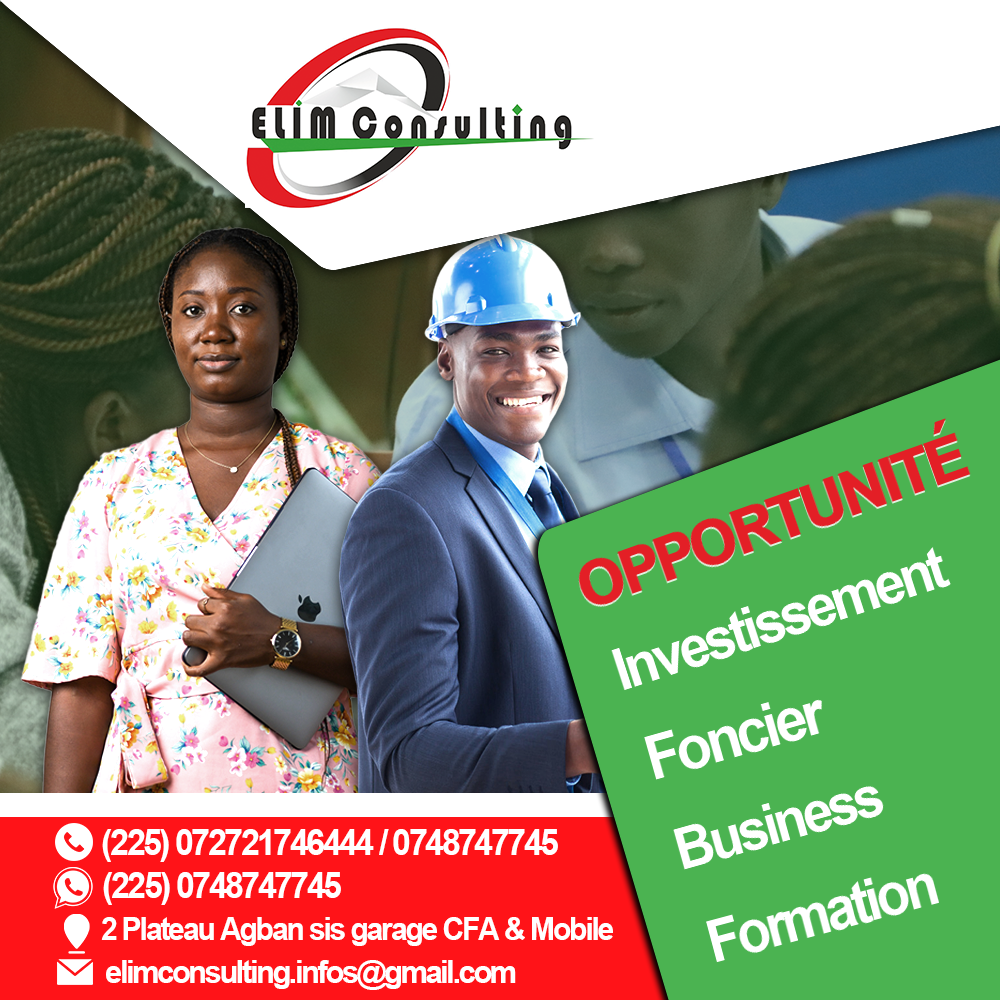 ELIM Consulting
OPPORTUNITÉ
Investissement
Foncier
Business
Formation
(225) 072721746444 / 0748747745
(225) 0748747745
2 Plateau Agban sis garage CFA & Mobile
elimconsulting.infos@gmail.com